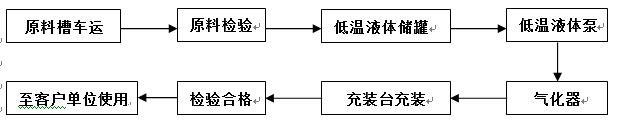 原料槽车运
原料检验
低温液体储罐
低温液体泵
气化器
充装台充装
检验合格
至客户单位使用